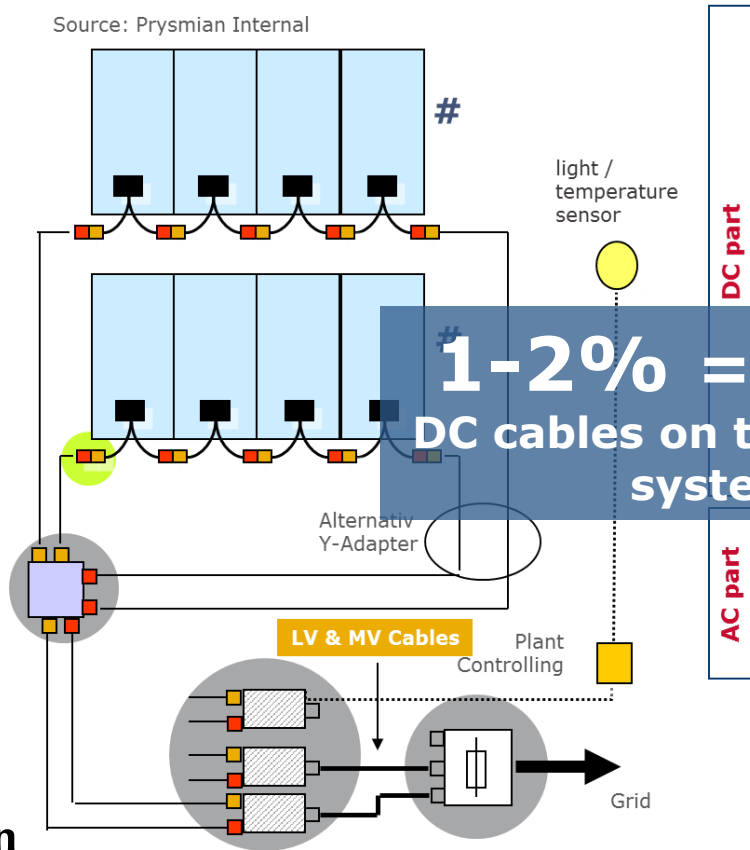 Source: Prysmian Internal
#
light /
temperature
sensor
DC part
#
1-2% =
DC cables on t
syste
Alternativ
Y-Adapter
AC part
LV & MV Cables
Plant
Controlling
Grid
n